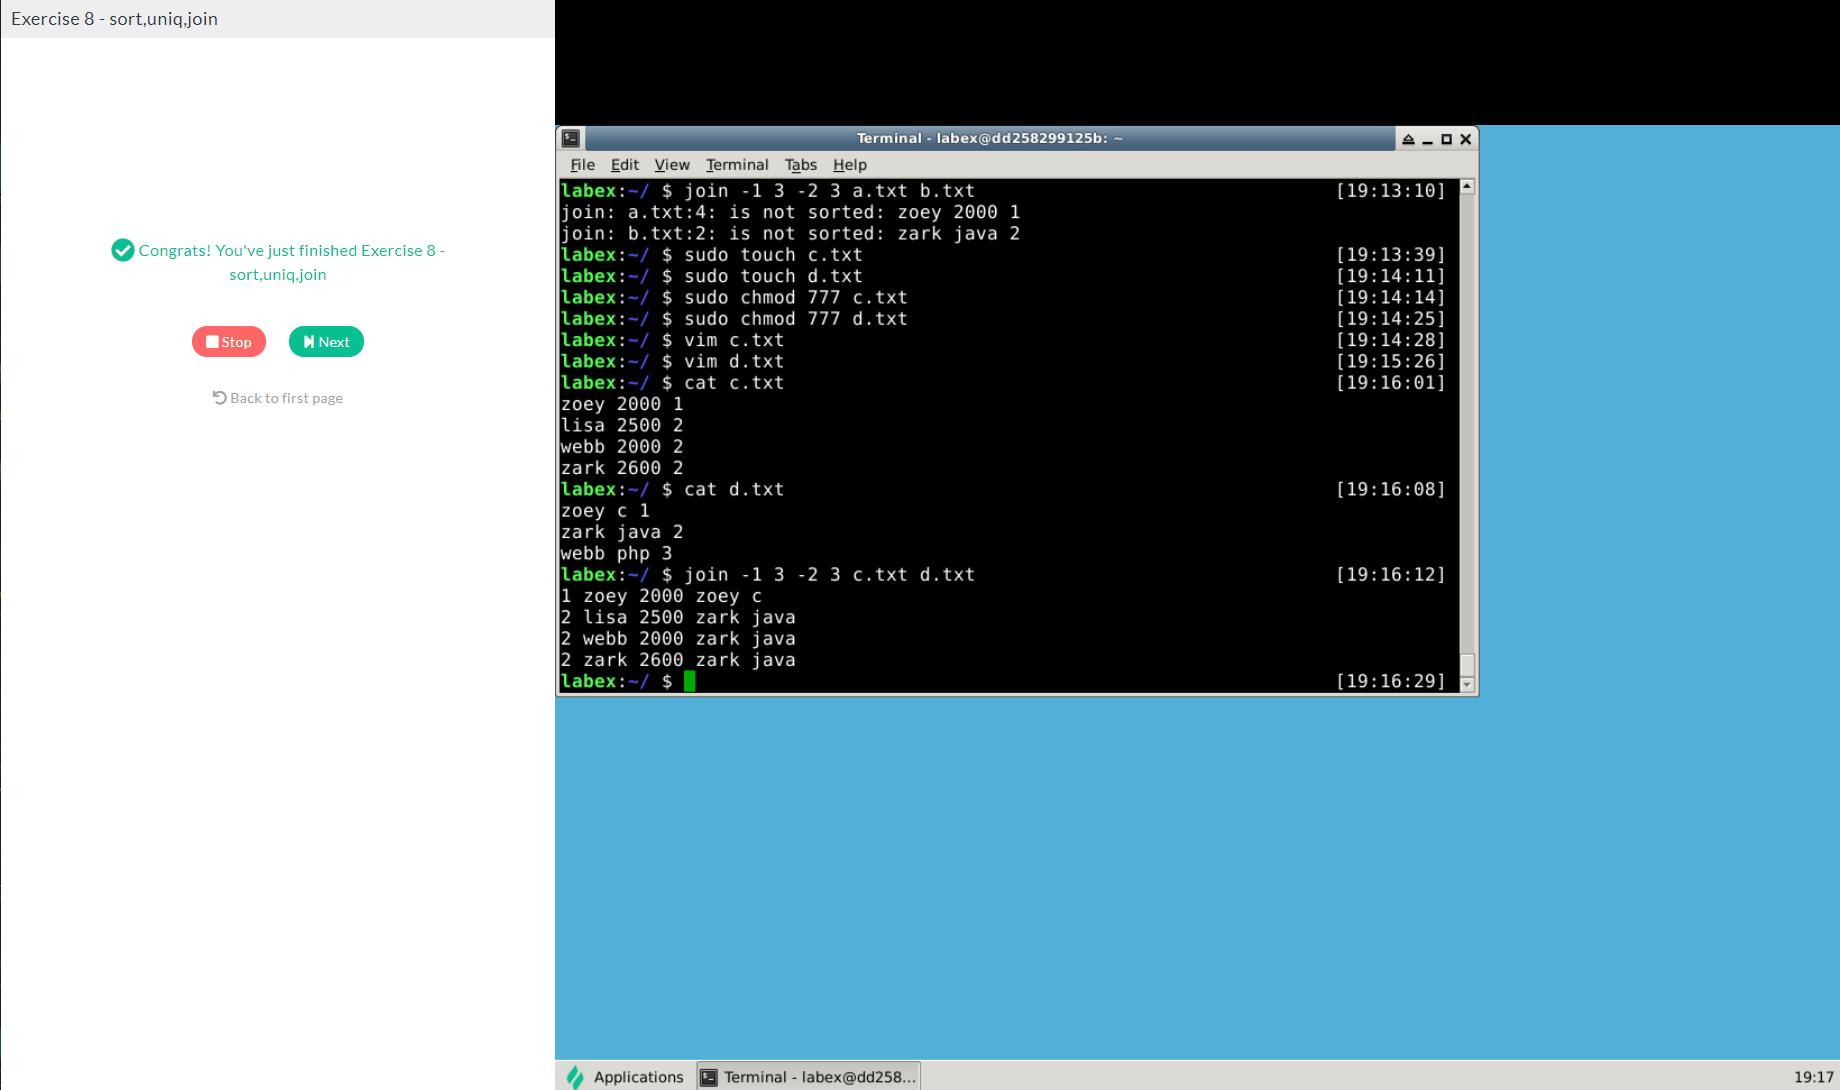 Exercise 8 - sort,uniq,join
Congrats! You've just finished Exercise 8 -
sort,uniq,join
Stop
Next
Back to first page
Terminal - labex@dd258299125b: ~
File Edit View Terminal Tabs Help
labex:~/ $ join -1 3 -2 3 a.txt b.txt [19:13:10]
join: a.txt:4: is not sorted: zoey 2000 1
join: b.txt:2: is not sorted: zark java 2
labex:~/ $ sudo touch c.txt [19:13:39]
labex:~/ $ sudo touch d.txt [19:14:11]
labex:~/ $ sudo chmod 777 c.txt [19:14:14]
labex:~/ $ sudo chmod 777 d.txt [19:14:25]
labex:~/ $ vim c.txt [19:14:28]
labex:~/ $ vim d.txt [19:15:26]
labex:~/ $ cat c.txt [19:16:01]
zoey 2000 1
lisa 2500 2
webb 2000 2
zark 2600 2
labex:~/ $ cat d.txt [19:16:08]
zoey c 1
zark java 2
webb php 3
labex:~/ $ join -1 3 -2 3 c.txt d.txt [19:16:12]
1 zoey 2000 zoey c
2 lisa 2500 zark java
2 webb 2000 zark java
2 zark 2600 zark java
labex:~/ $ [19:16:29]
Applications
Terminal - labex@dd258...
19:17